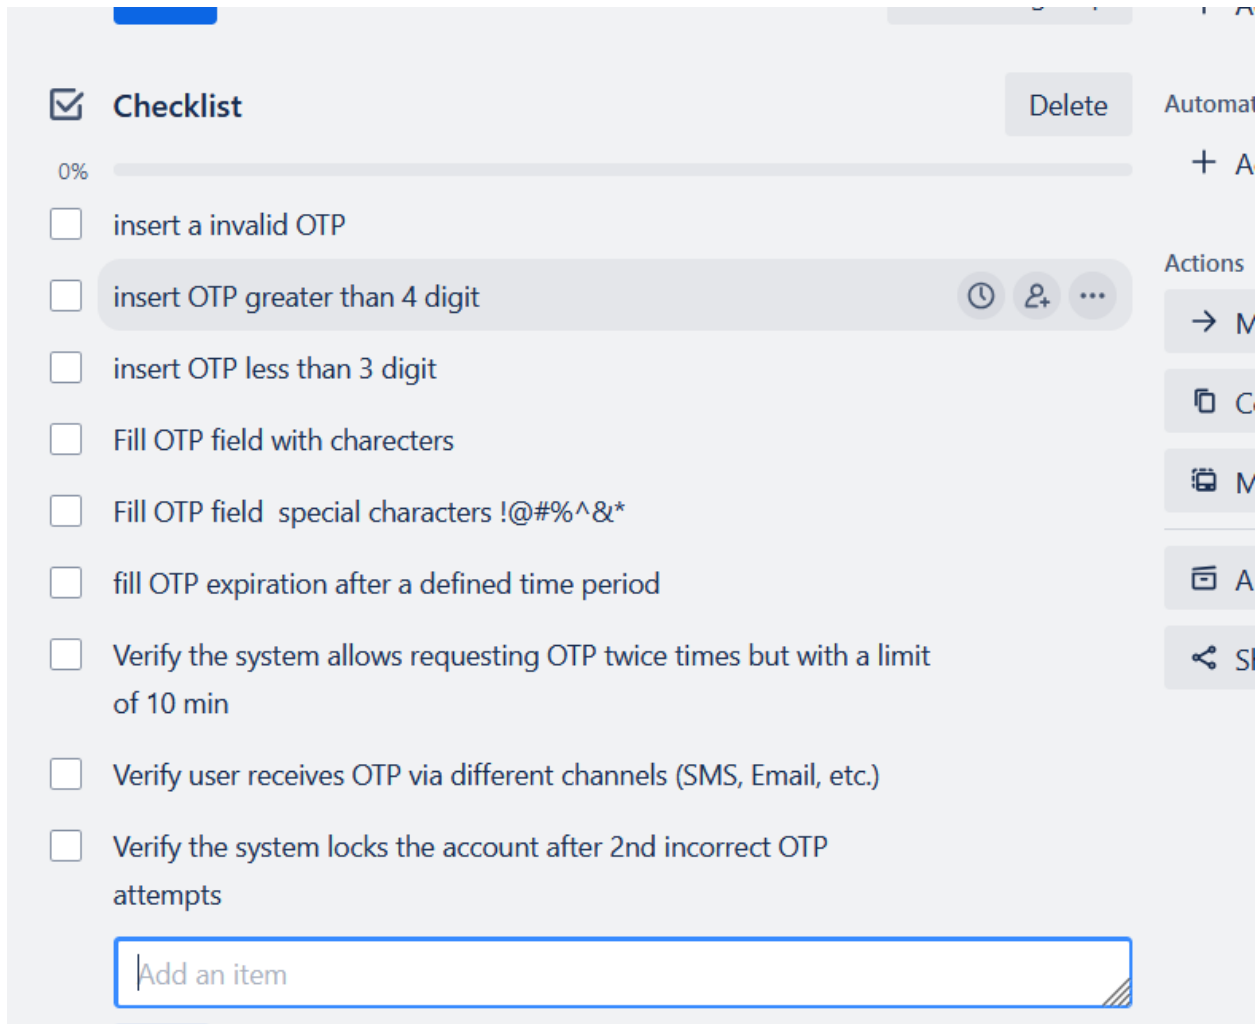 Checklist
Delete
Automat
0%
insert a invalid OTP
insert OTP greater than 4 digit
Actions
insert OTP less than 3 digit
Fill OTP field with charecters
Fill OTP field  special characters !@#%^&*
fill OTP expiration after a defined time period
Verify the system allows requesting OTP twice times but with a limit
of 10 min
Verify user receives OTP via different channels (SMS, Email, etc.)
Verify the system locks the account after 2nd incorrect OTP
attempts
Add an item